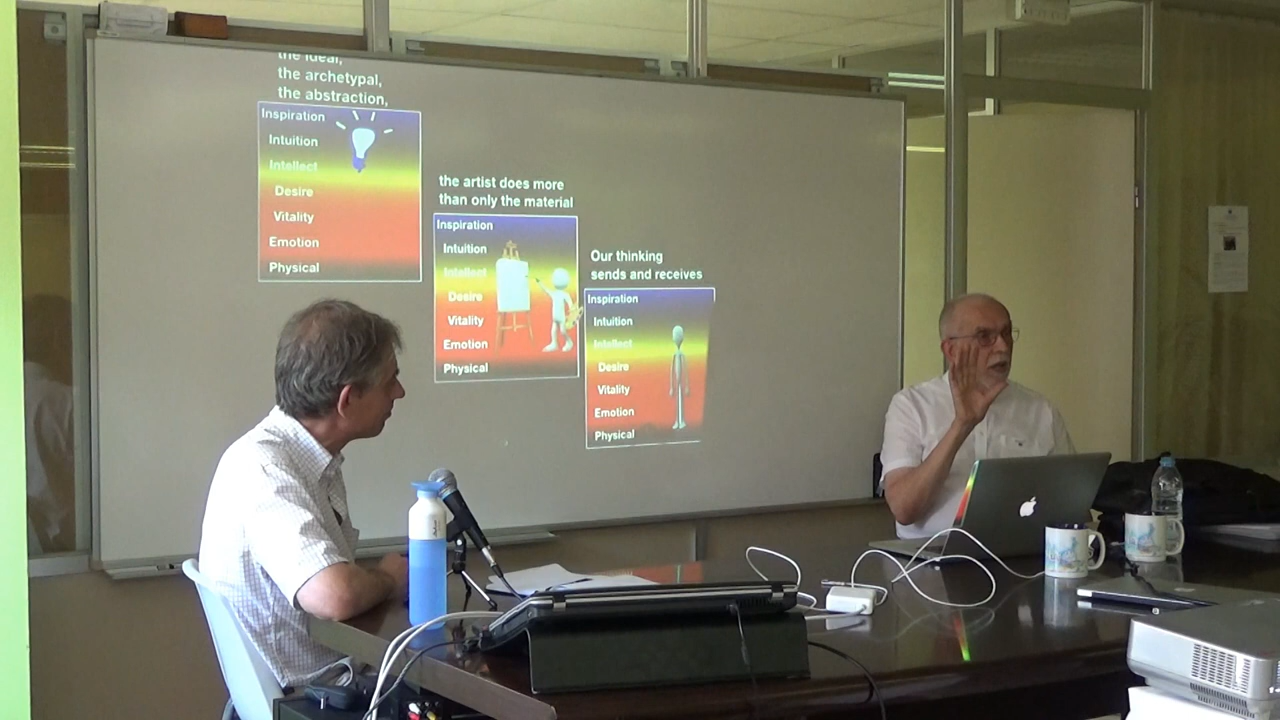 the ideal,
the archetypal,
the abstraction,
Inspiration
Intuition
Intellect
Desire
Vitality
Emotion
Physical
the artist does more
than only the material
Inspiration
Intuition
Intellect
Desire
Vitality
Emotion
Physical
Our thinking
sends and receives
Inspiration
Intuition
Intellect
Desire
Vitality
Emotion
Physical